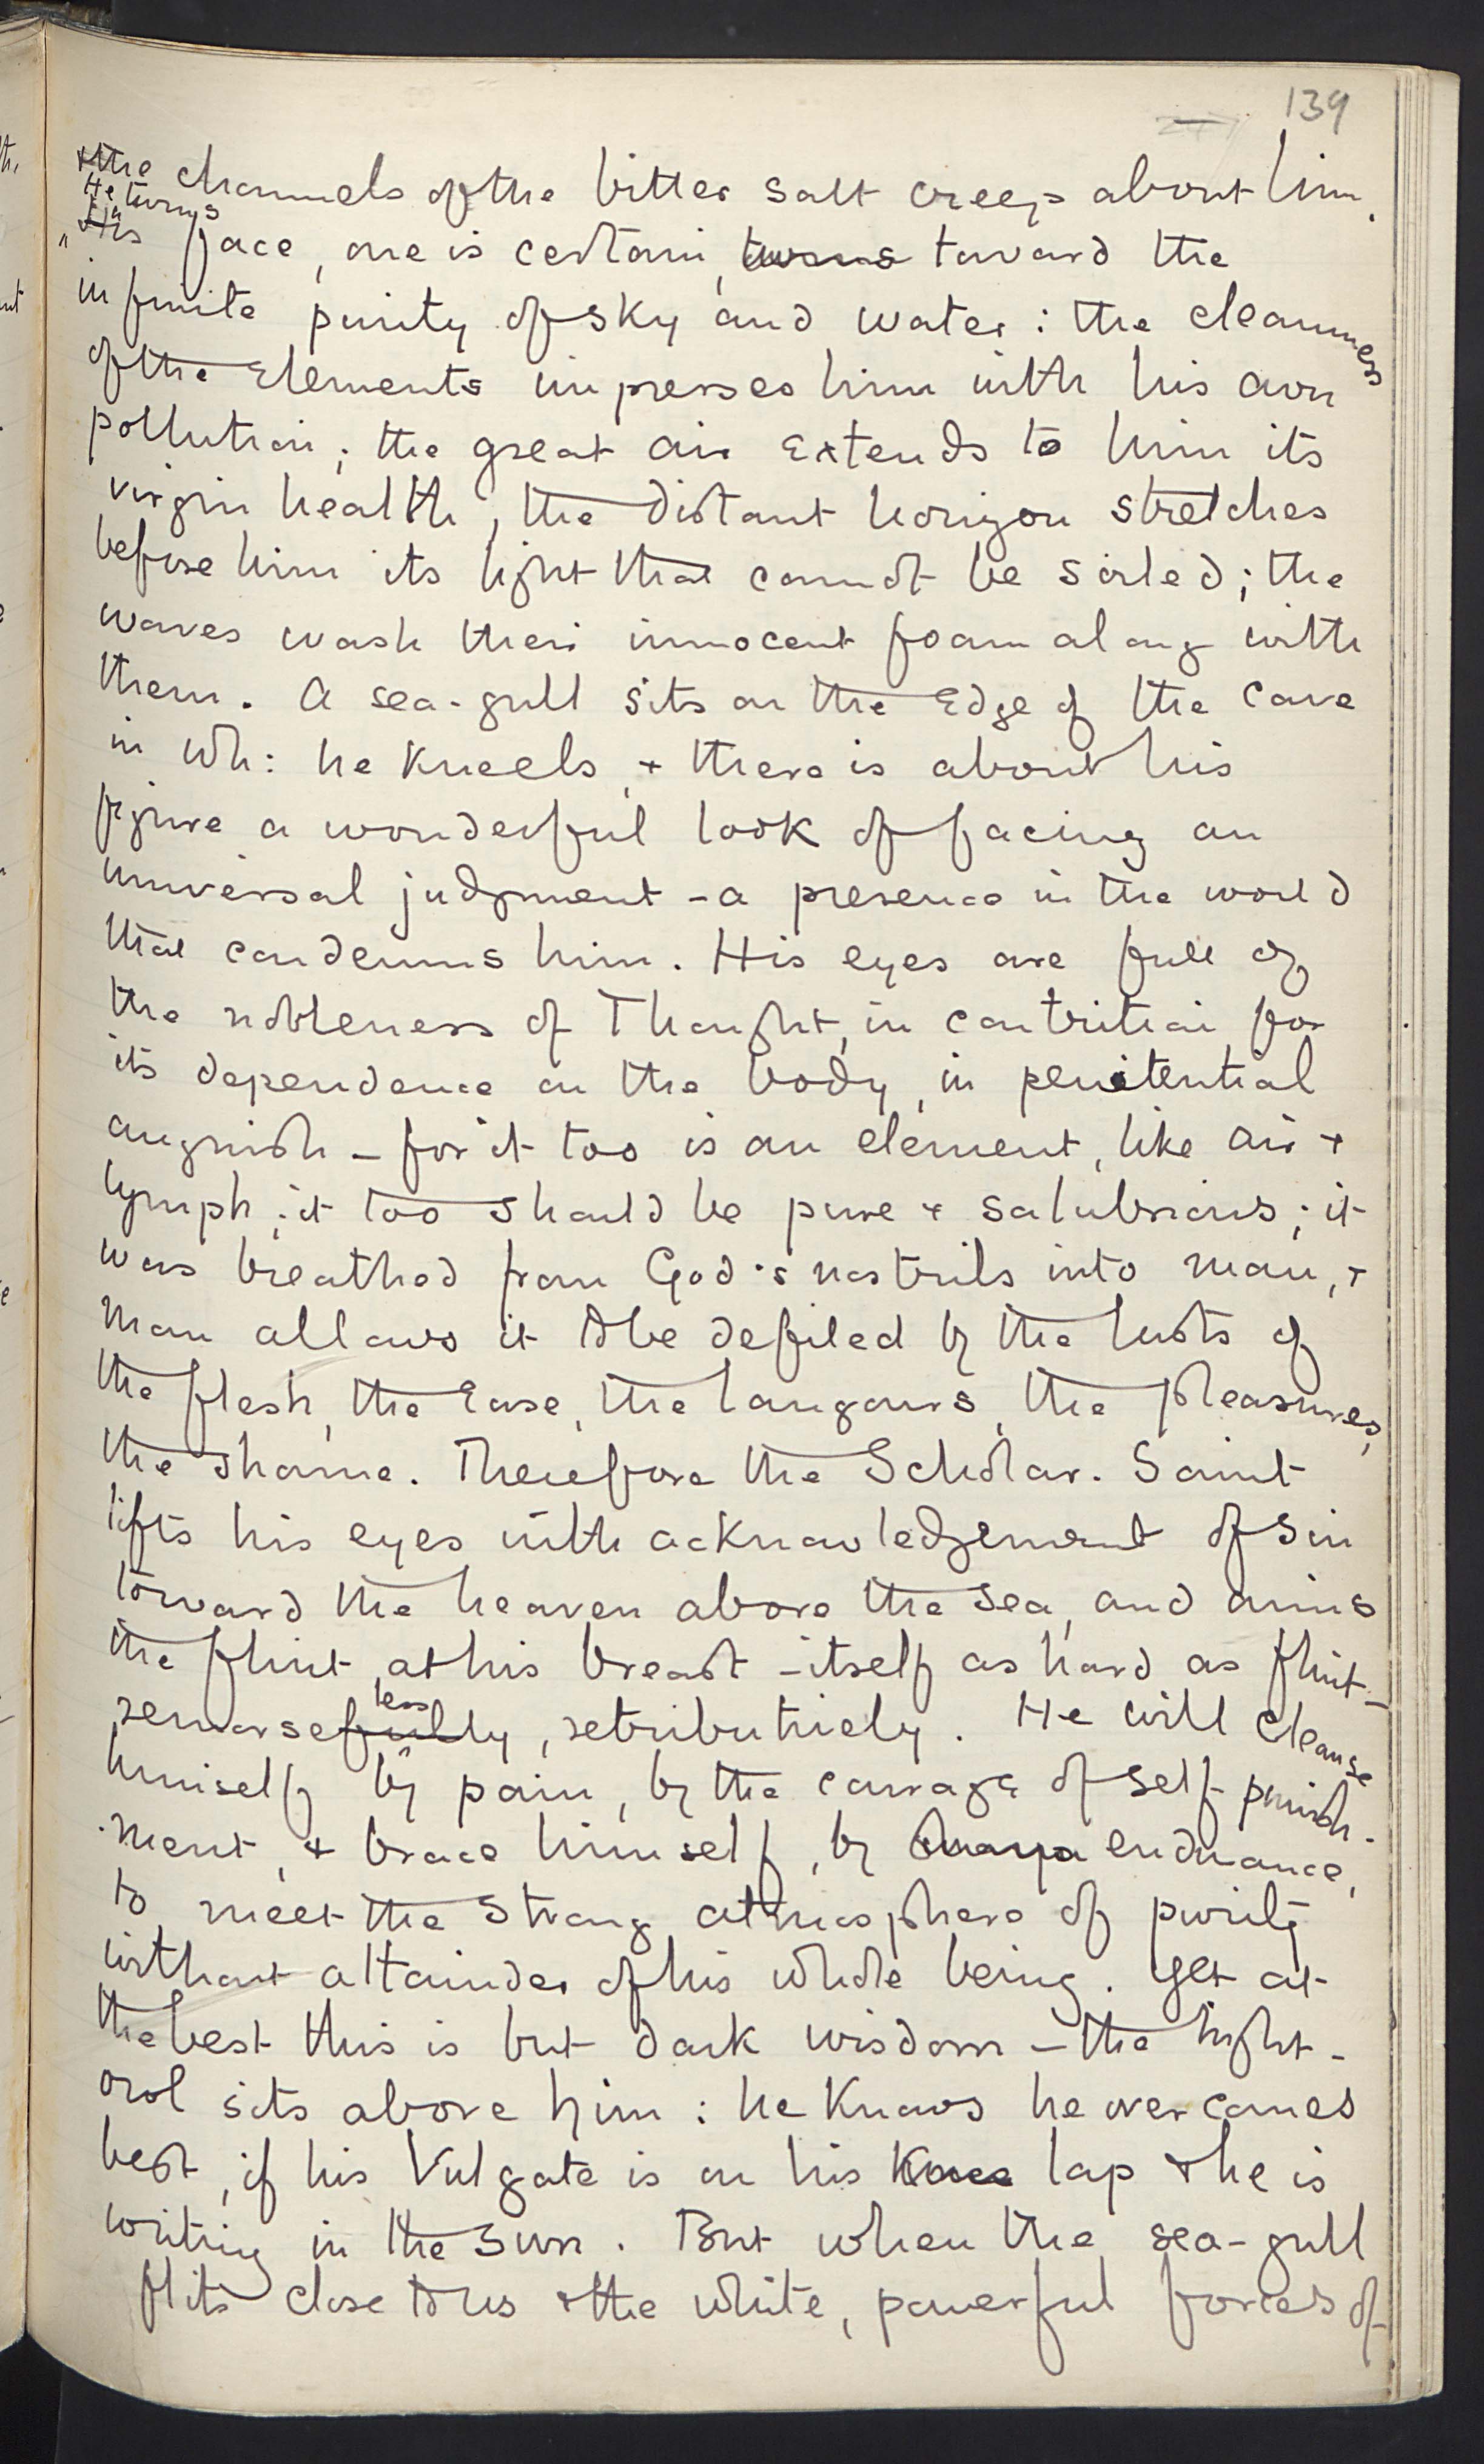 139
+ the channels of the bitter salt creep about him.
He turns his face, one is certain, turns toward the
infinite purity of sky and water: the cleanness
of the Elements impresses him with his own
pollution; the great air Extends to him its
virgin health, the distant horizon stretches
before him its light that cannot be soiled; the
waves wash their innocent foam along with
them. A sea-gull sits on the Edge of the cave
in wh: he kneels, + there is about his
figure a wonderful look of facing an
universal judgment - a presence in the world
that condemns him. His eyes are full of
the nobleness of Thought, in contrition for
its dependence on the body, in penitential
anguish - for it too is an element, like air +
lymph; it too should be pure + salubrious; it
was breathed from God's nostrils into man, +
man allows it to be defiled by the lusts of
the flesh, the Ease, the langours, the pleasures,
the shame. Therefore the Scholar-Saint
lifts his eyes with acknowledgement of sin
toward the heaven above the sea, and aims
the flint at his breast - itself as hard as flint -
less
remorsefully, retributively. He will cleanse
himself by pain, by the courage of self-punish-
ment, + brace himself, by endurance,
to meet the strong atmosphere of purity
without attainder of his whole being. Yet at
the best this is but dark wisdom - the night-
owl sits above him: he knows he overcomes
best, if his Vulgate is on his knee lap + he is
writing in the sun. But when the sea-gull
flits close to us + the white, powerful forces of